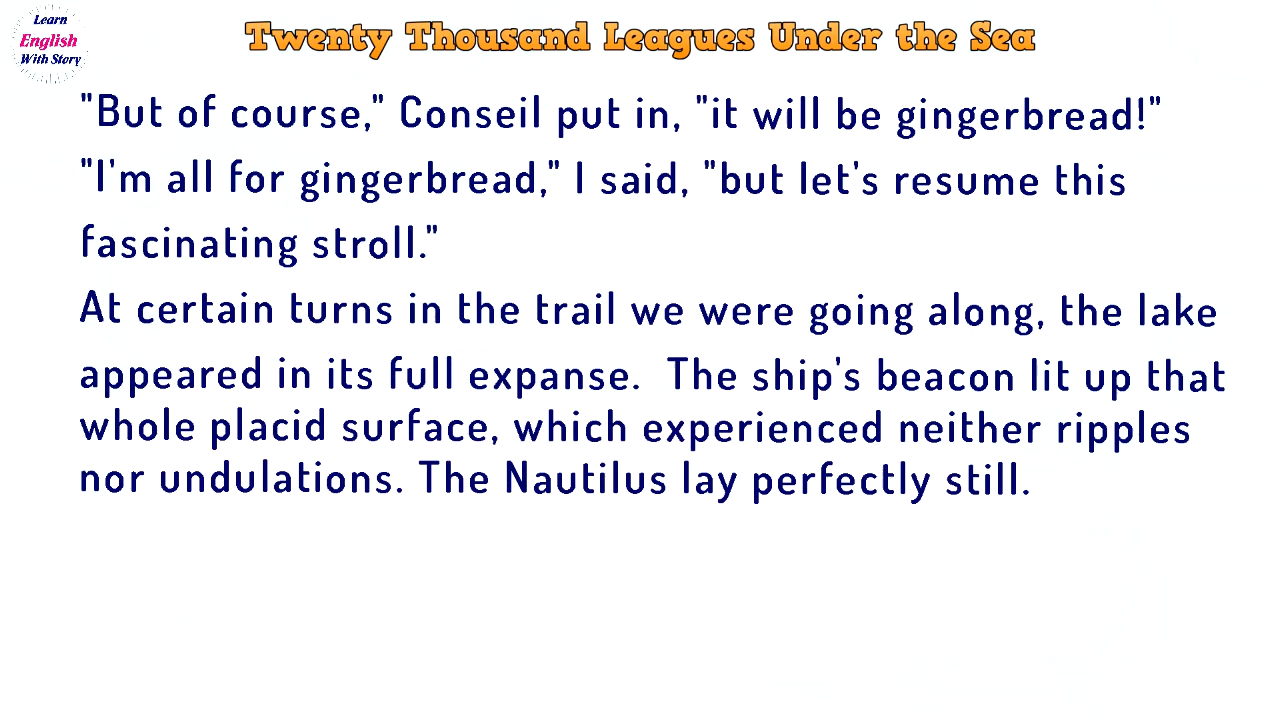 Learn
English
With Story
Twenty Thousand Leagues Under the Sea
"But of course," Conseil put in, "it will be gingerbread!"
"I'm all for gingerbread," I said, "but let's resume this
fascinating stroll."
At certain turns in the trail we were going along, the lake
appeared in its full expanse.  The ship's beacon lit up that
whole placid surface, which experienced neither ripples
nor undulations. The Nautilus lay perfectly still.